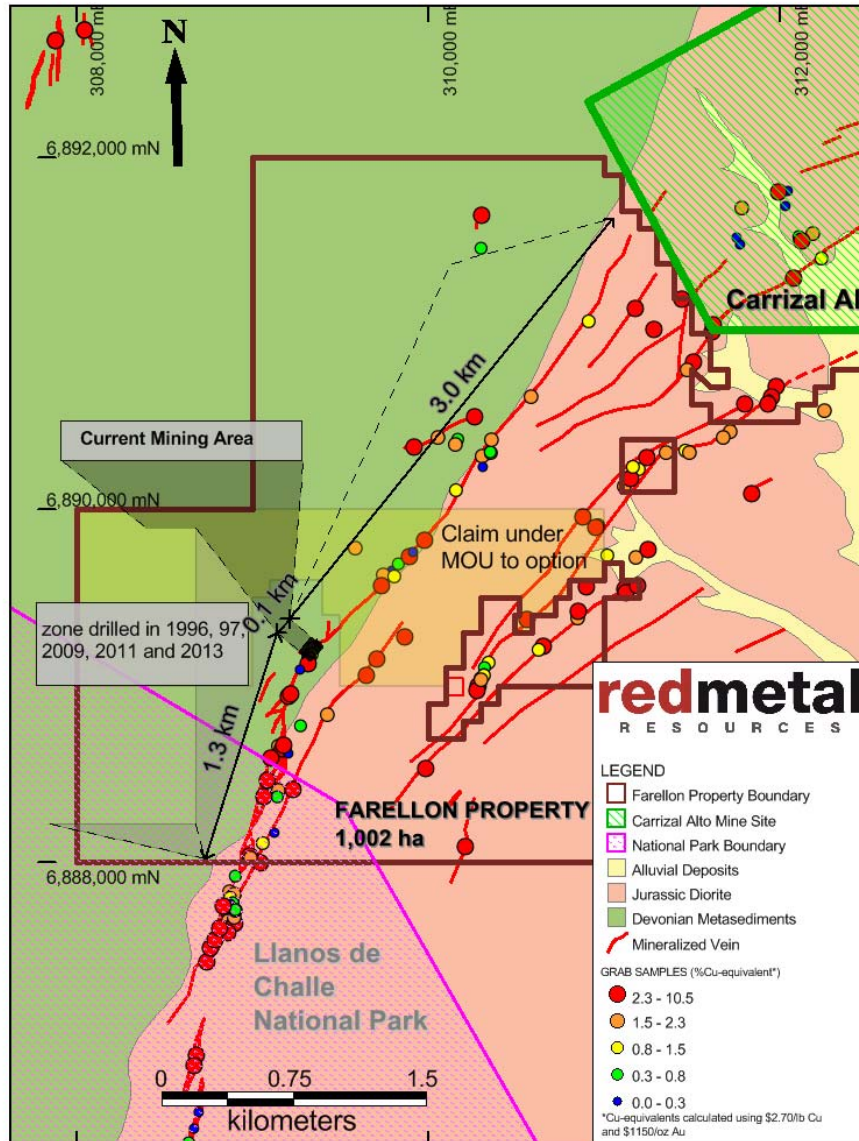 308,000 mE
310,000 mE
312,000 mE
N
6,892,000 mN
Carrizal Al
3.0 km
Current Mining Area
6,890,000 mN
Claim under
MOU to option
0.1 km
zone drilled in 1996, 97,
2009, 2011 and 2013
1.3 km
FARELLON PROPERTY
1,002 ha
6,888,000 mN
Llanos de
Challe
National Park
0 0.75 1.5
kilometers
redmetal
RESOURCES
LEGEND
Farellon Property Boundary
Carrizal Alto Mine Site
National Park Boundary
Alluvial Deposits
Jurassic Diorite
Devonian Metasediments
Mineralized Vein
GRAB SAMPLES (%Cu-equivalent*)
2.3 - 10.5
1.5 - 2.3
0.8 - 1.5
0.3 - 0.8
0.0 - 0.3
*Cu-equivalents calculated using $2.70/lb Cu
and $1150/oz Au